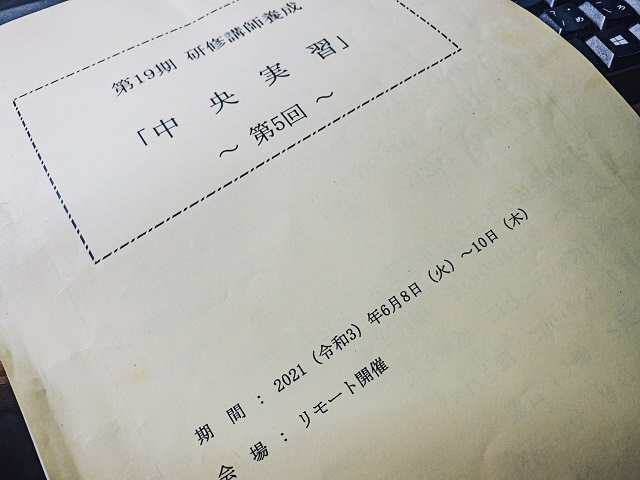 第19期 研修講師養成
「中央実習」
～ 第5回 ～
期 間 ： 2021（令和3）年6月8日（火）～10日（木）
会 場 ： リモート開催